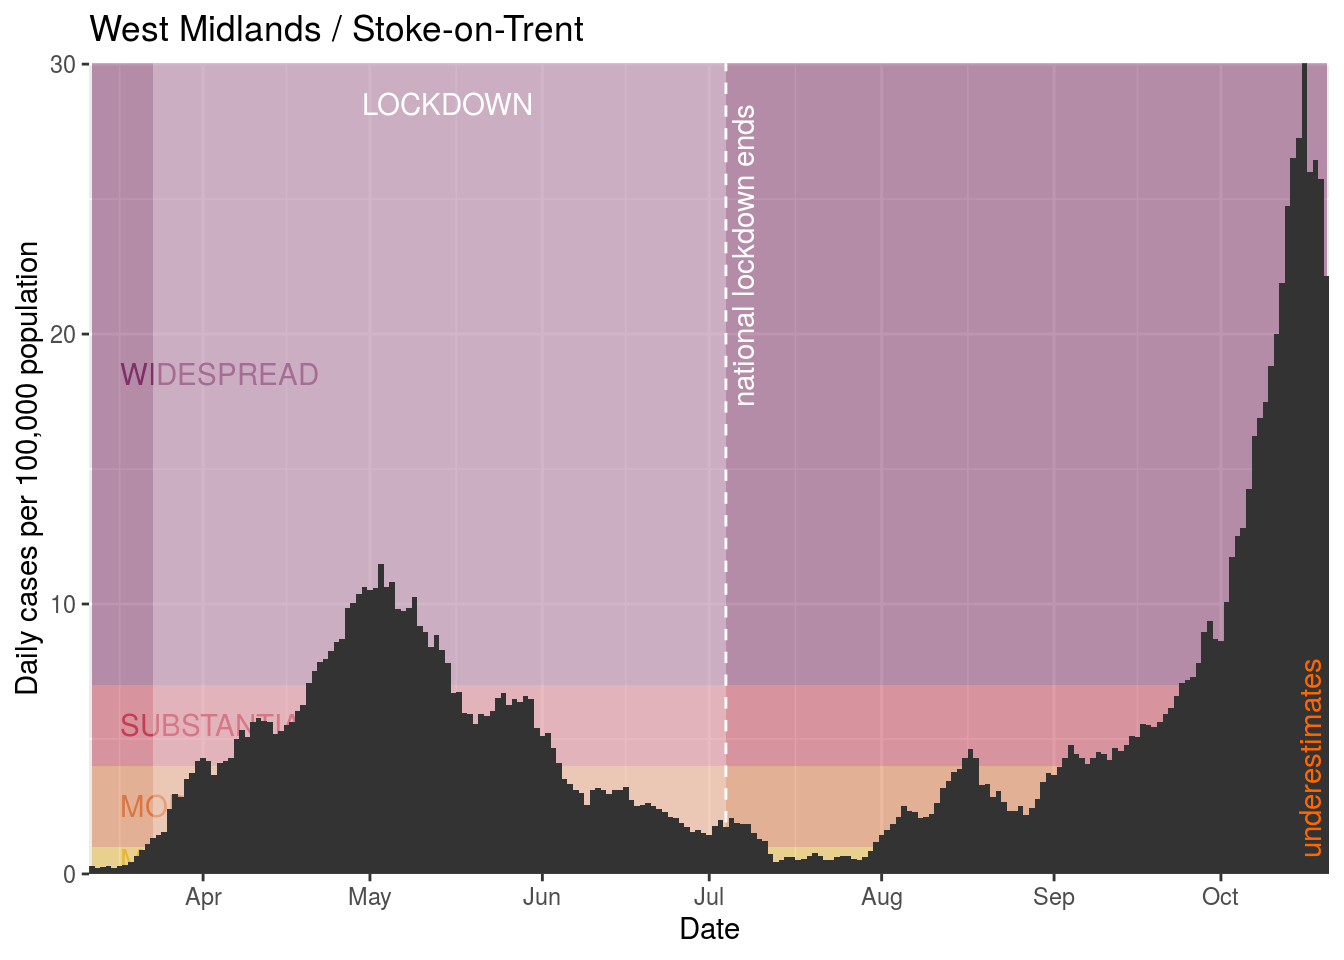 West Midlands / Stoke-on-Trent
30
LOCKDOWN
national lockdown ends
20
WIDESPREAD
Daily cases per 100,000 population
10
underestimates
0
Apr May Jun Jul Aug Sep Oct
Date